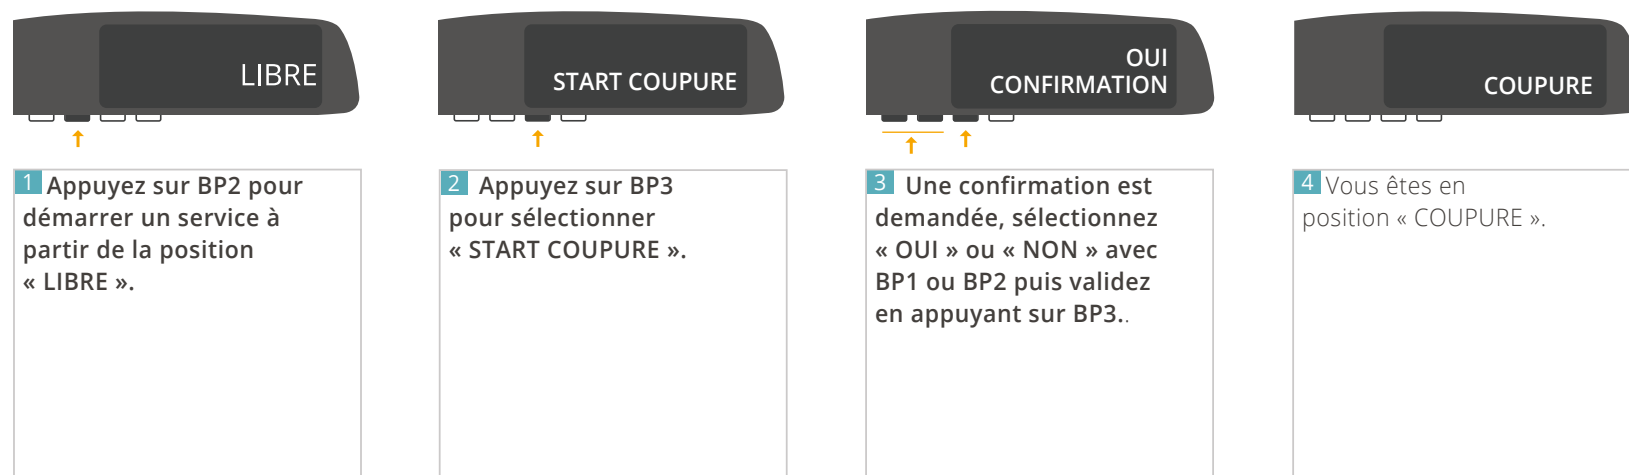 LIBRE
START COUPURE
OUI
CONFIRMATION
COUPURE
1 Appuyez sur BP2 pour
démarrer un service à
partir de la position
« LIBRE ».
2 Appuyez sur BP3
pour sélectionner
« START COUPURE ».
3 Une confirmation est
demandée, sélectionnez
« OUI » ou « NON » avec
BP1 ou BP2 puis validez
en appuyant sur BP3..
4 Vous êtes en
position « COUPURE ».